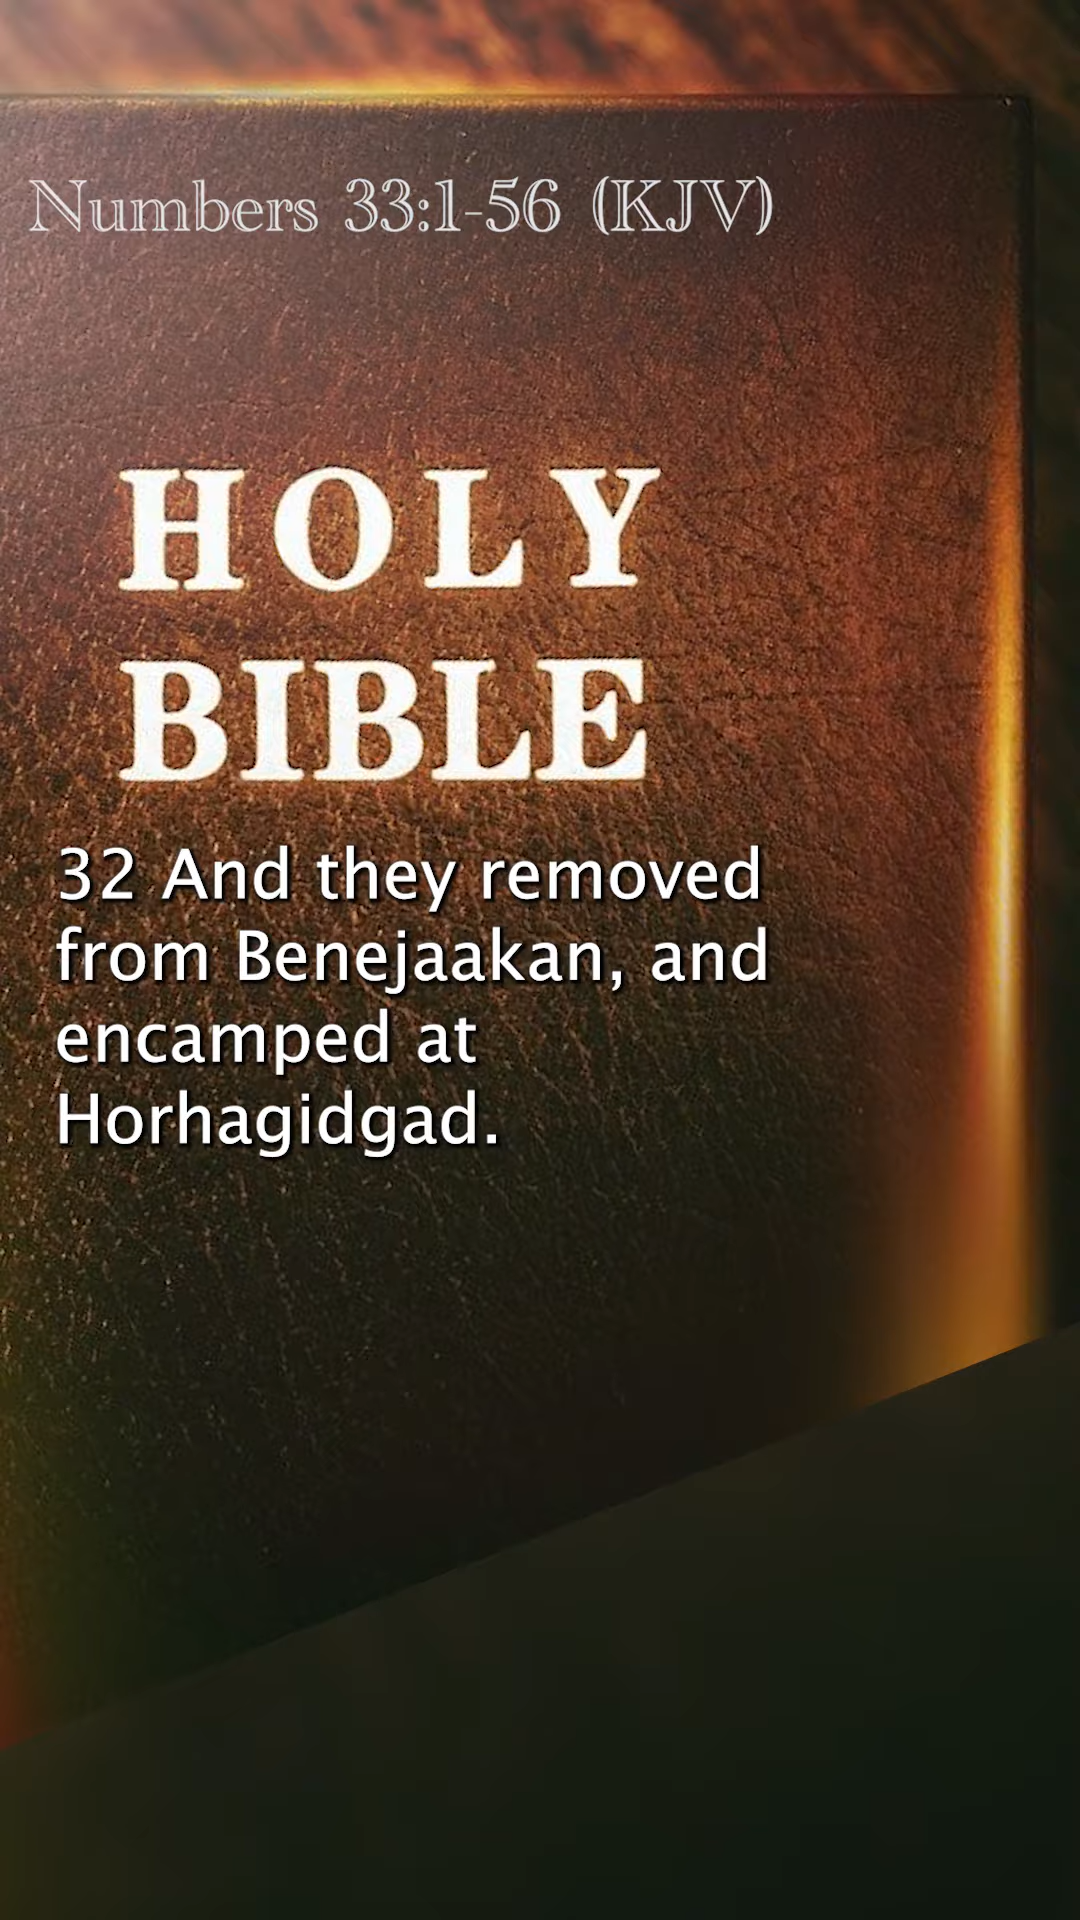 Numbers 33:1-56 (KJV)
HOLY
BIBLE
32 And they removed
from Benejaakan, and
encamped at
Horhagidgad.